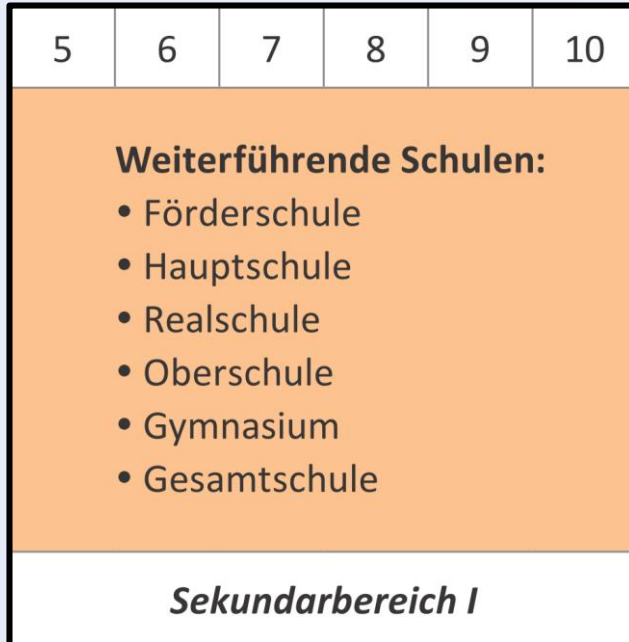 5 6 7 8 9 10
Weiterführende Schulen:
• Förderschule
• Hauptschule
• Realschule
• Oberschule
• Gymnasium
• Gesamtschule
Sekundarbereich I